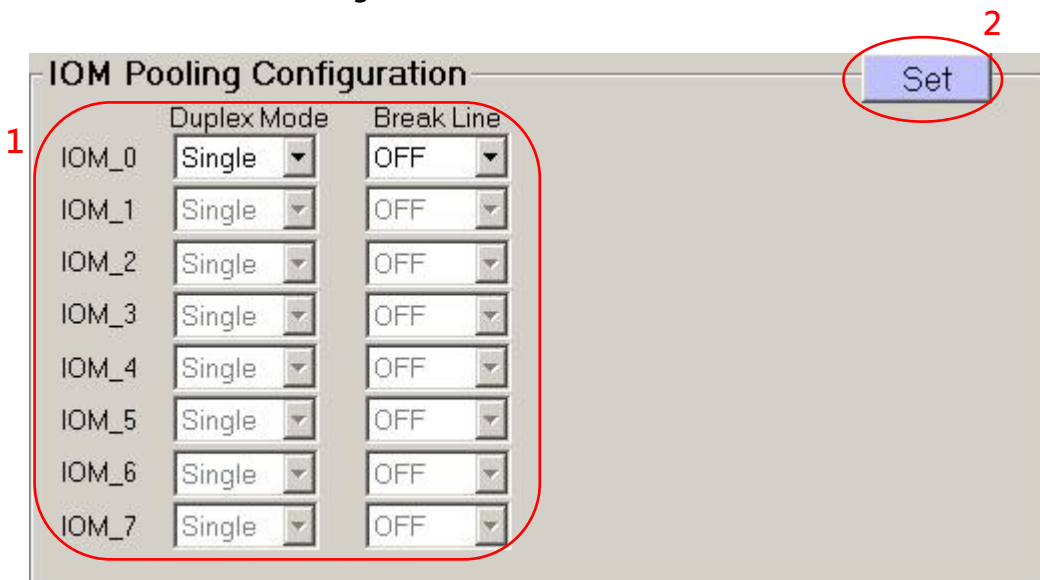 2
IOM Pooling Configuration Set
Duplex Mode Break Line
1
IOM_0 Single OFF
IOM_1 Single OFF
IOM_2 Single OFF
IOM_3 Single OFF
IOM_4 Single OFF
IOM_5 Single OFF
IOM_6 Single OFF
IOM_7 Single OFF